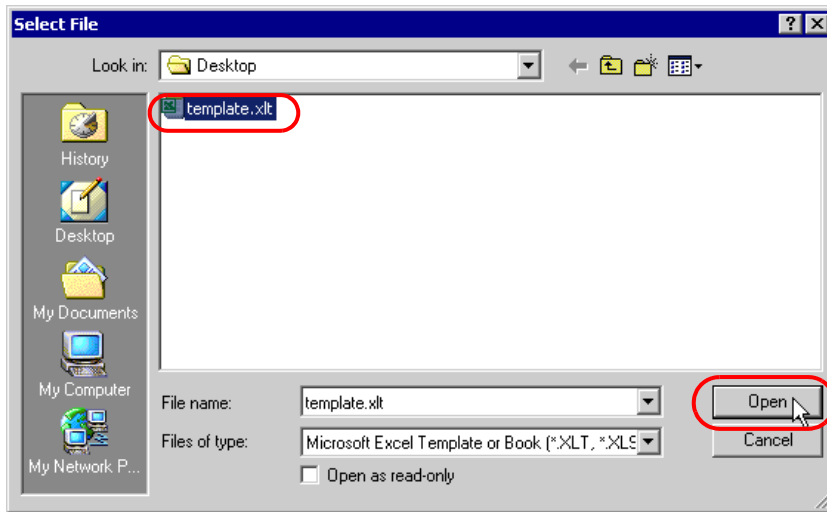 Select File
Look in: Desktop
template.xlt
History
Desktop
My Documents
My Computer
My Network P...
File name: template.xlt Open
Files of type: Microsoft Excel Template or Book (*.XLT, *.XLS Cancel
Open as read-only